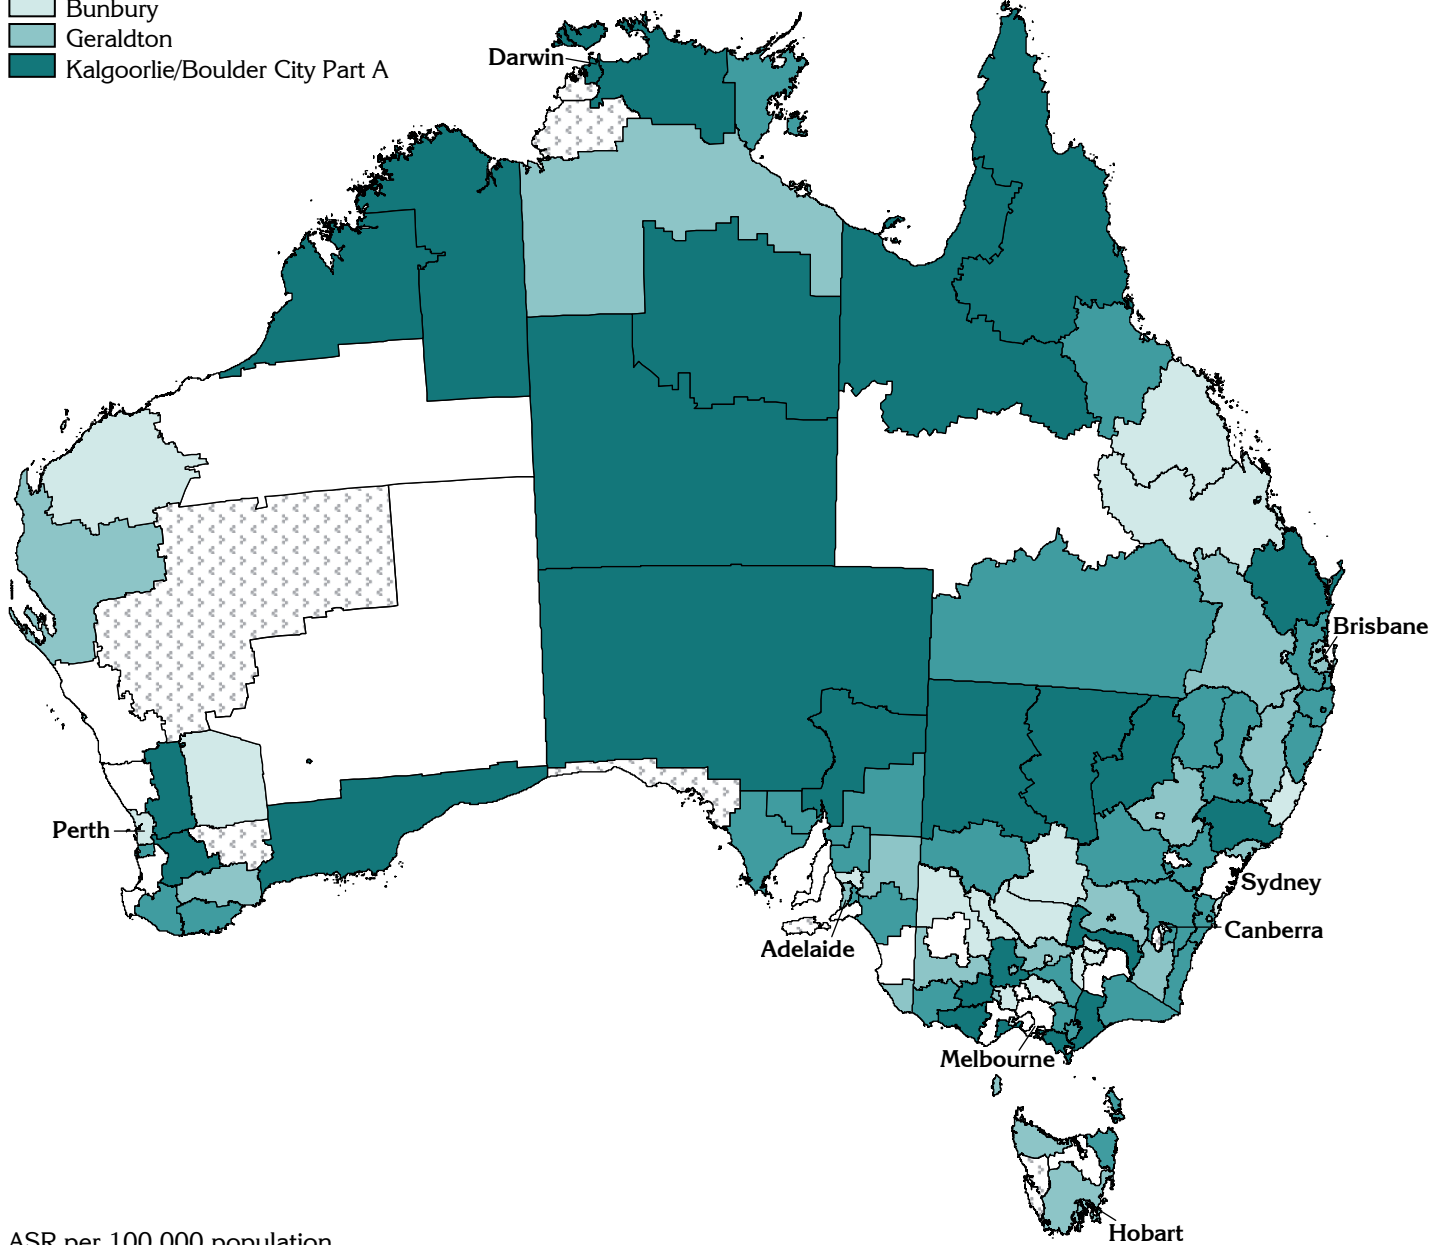 Bunbury
Geraldton
Kalgoorlie/Boulder City Part A
Darwin
Brisbane
Perth
Sydney
Canberra
Adelaide
Melbourne
Hobart
ASR per 100,000 population